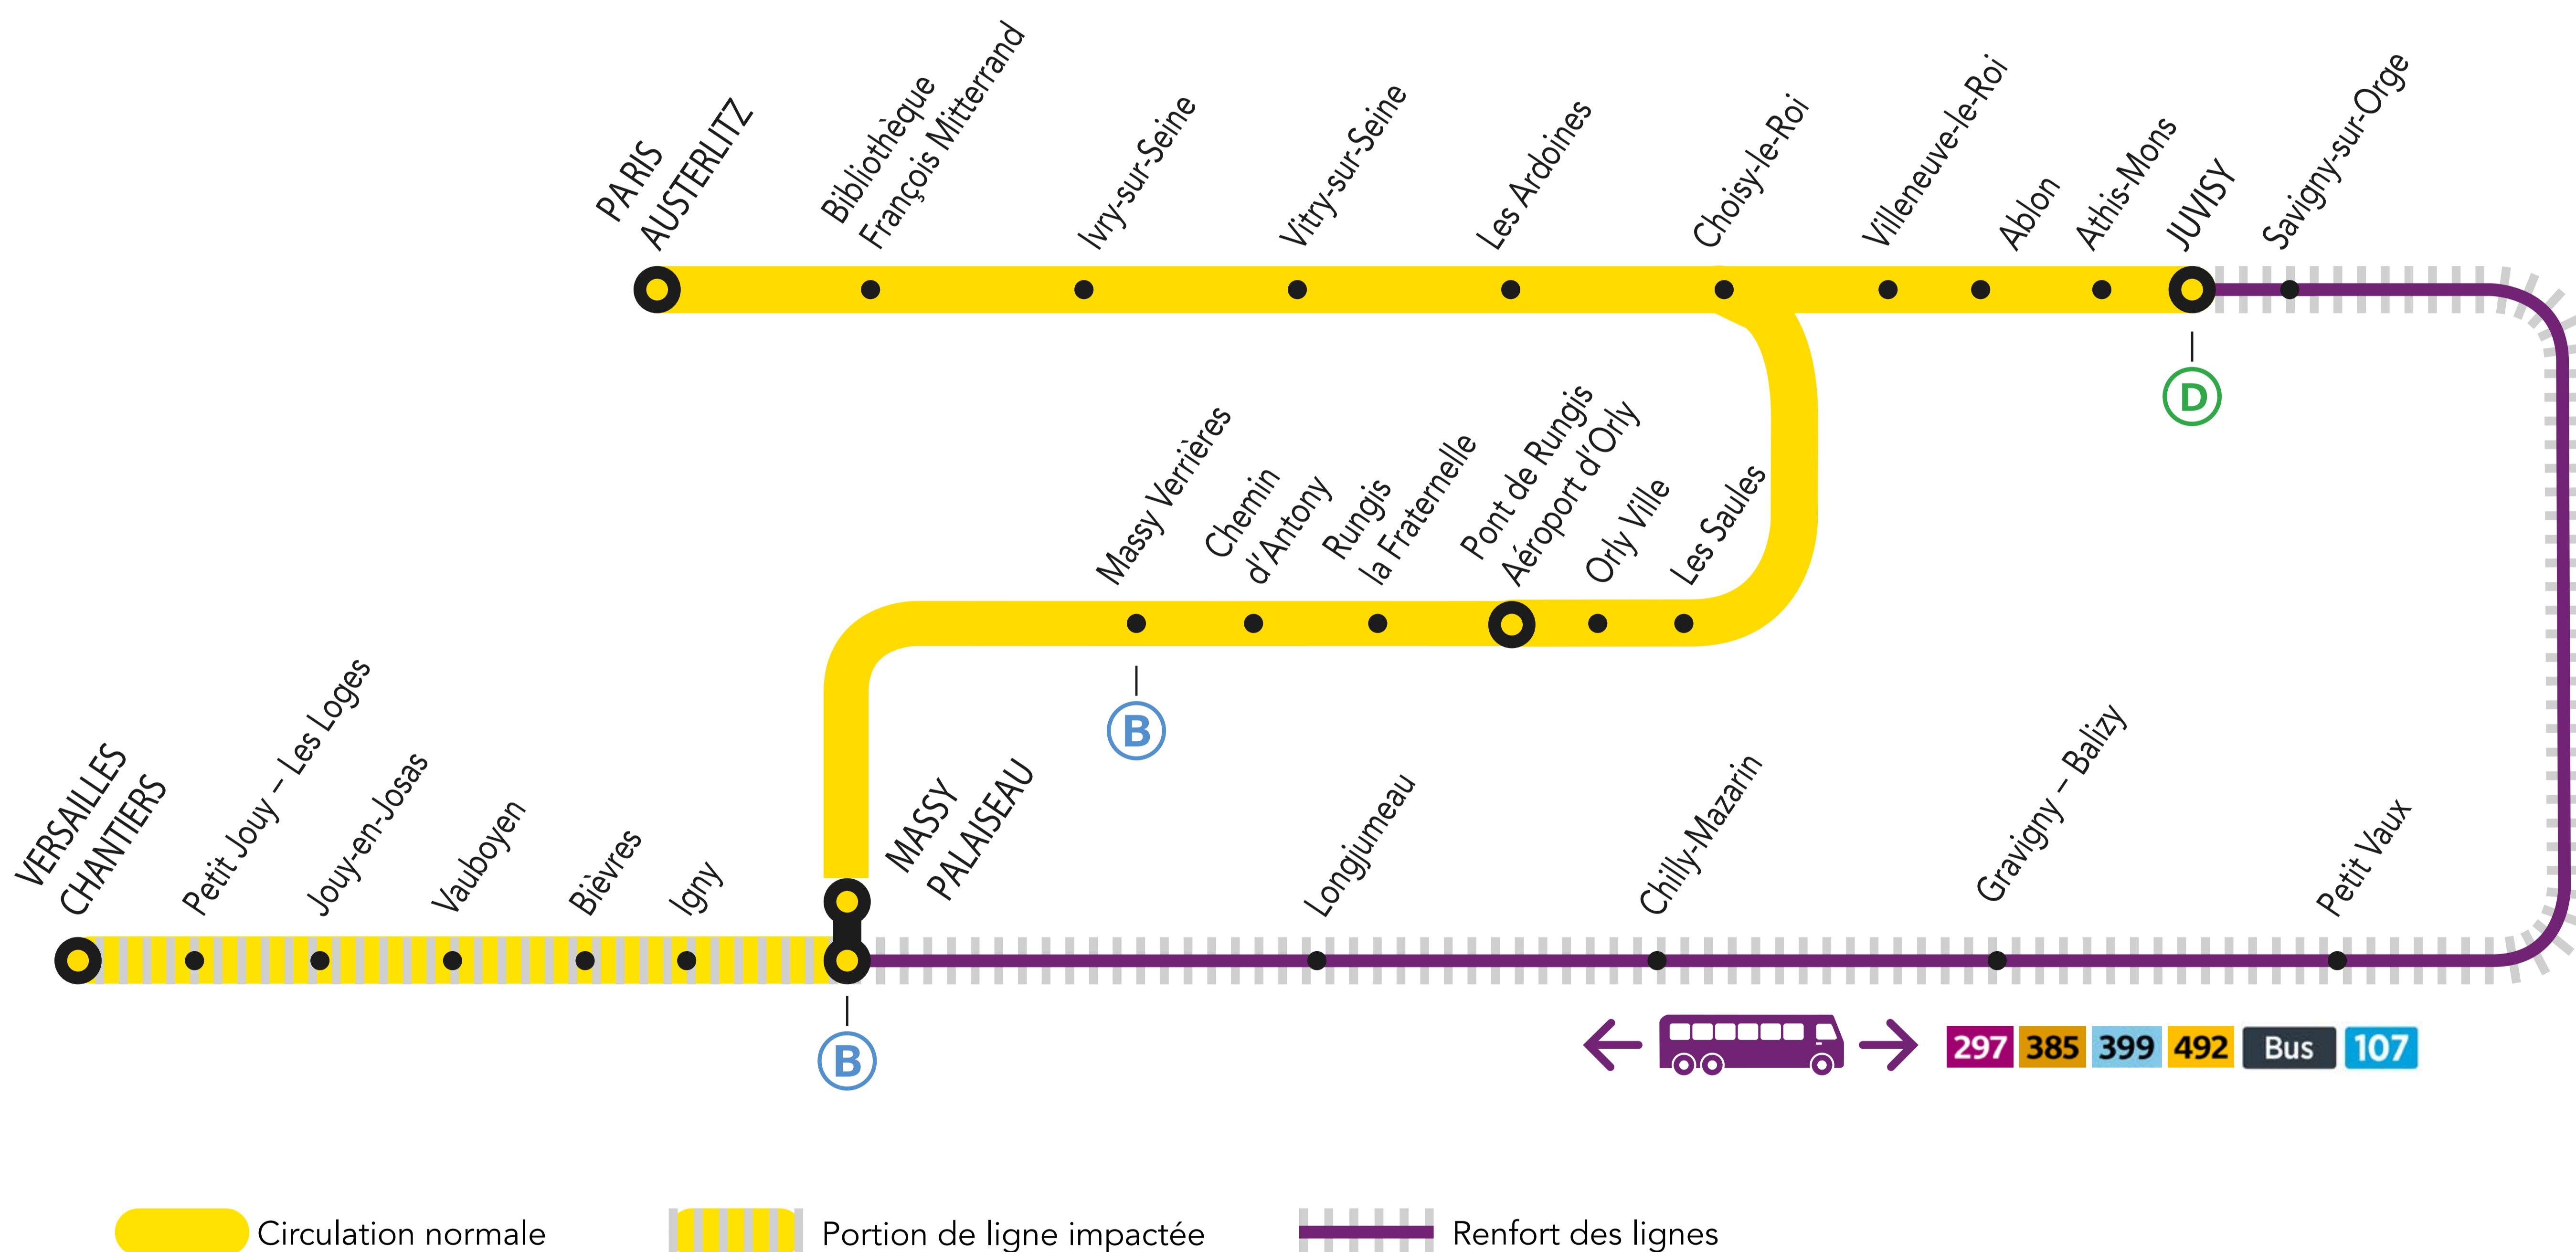 PARIS
AUSTERLITZ
Bibliothèque
François Mitterrand
Ivry-sur-Seine
Vitry-sur-Seine
Les Ardoines
Choisy-le-Roi
Villeneuve-le-Roi
Ablon
Athis-Mons
JUVISY
Savigny-sur-Orge
D
Massy Verrières
Chemin
d'Antony
Rungis
la Fraternelle
Pont de Rungis
Aéroport d'Orly
Orly Ville
Les Saules
B
VERSAILLES
CHANTIERS
Petit Jouy – Les Loges
Jouy-en-Josas
Vauboyen
Bièvres
Igny
MASSY
PALAISEAU
Longjumeau
Chilly-Mazarin
Gravigny – Balizy
Petit Vaux
B
297 385 399 492 Bus 107
Circulation normale
Portion de ligne impactée
Renfort des lignes